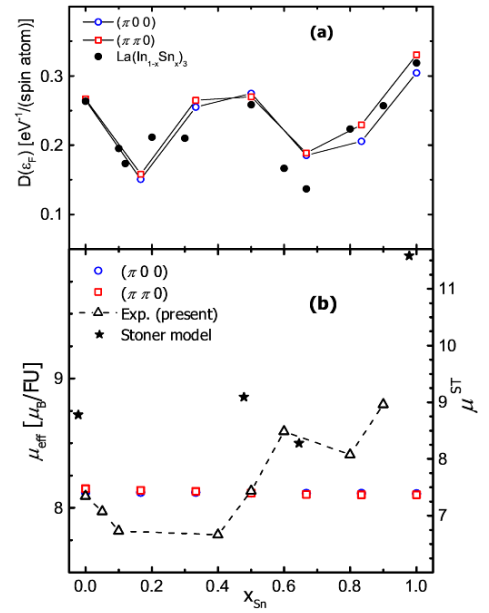 (π 0 0)
(π π 0)
La(In1-xSnx)3
(a)
D(εF) [eV-1/(spin atom)]
0.3
0.2
0.1
(π 0 0)
(π π 0)
Exp. (present)
Stoner model
(b)
μeff [μB/FU]
9
8
μST
11
10
9
8
7
0.0 0.2 0.4 0.6 0.8 1.0
xSn